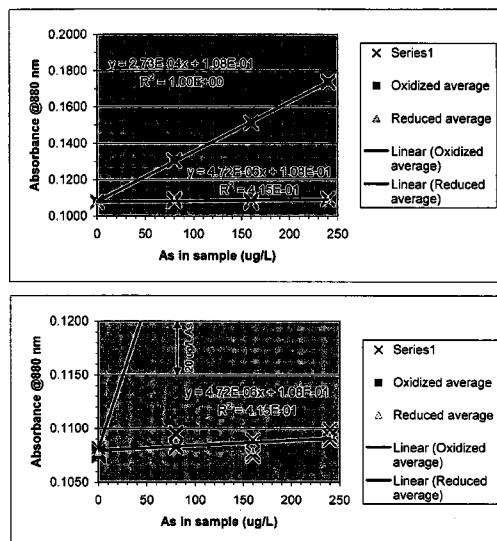 0.2000
0.1800
0.1600
0.1400
0.1200
0.1000
Absorbance @880 nm
y = 2.73E-04x + 1.08E-01
R² = 1.00E+00
y = 4.72E-06x + 1.08E-01
R² = 4.15E-01
0 50 100 150 200 250
As in sample (ug/L)
Series1
Oxidized average
Reduced average
Linear (Oxidized
average)
Linear (Reduced
average)
0.1200
0.1150
0.1100
0.1050
Absorbance @880 nm
20 ug/L As
y = 4.72E-06x + 1.08E-01
R² = 4.15E-01
0 50 100 150 200 250
As in sample (ug/L)
Series1
Oxidized average
Reduced average
Linear (Oxidized
average)
Linear (Reduced
average)